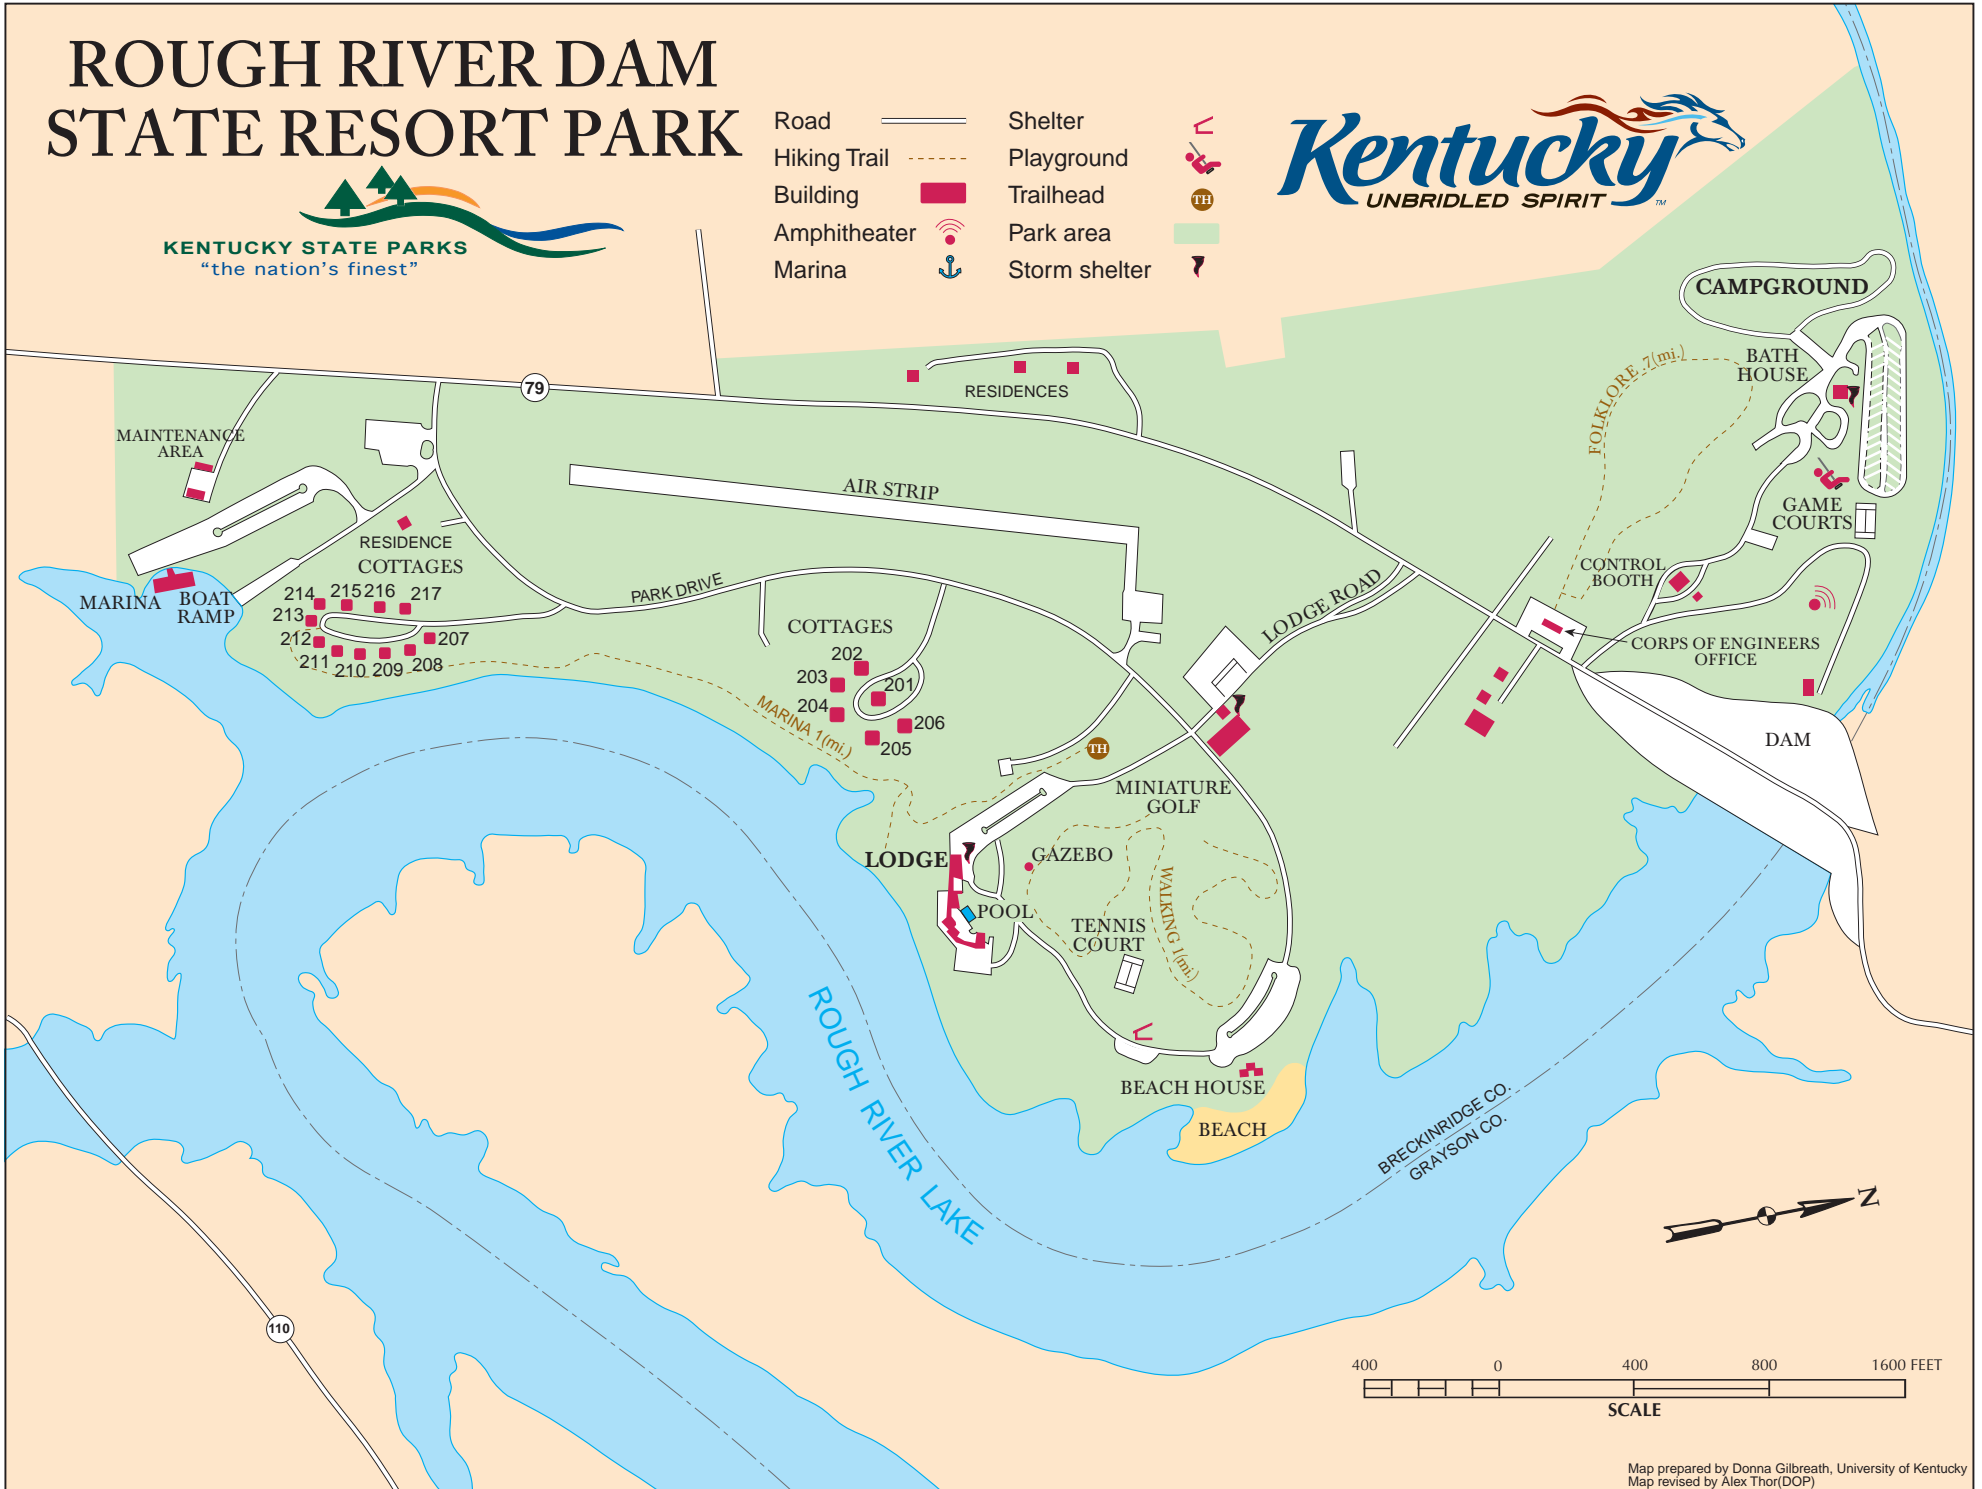 ROUGH RIVER DAM
STATE RESORT PARK
KENTUCKY STATE PARKS
“the nation’s finest”
Road
Hiking Trail
Building
Amphitheater
Marina
Shelter
Playground
Trailhead
TH
Park area
Storm shelter
Kentucky
UNBRIDLED SPIRIT
TM
CAMPGROUND
BATH
HOUSE
FOLKLORE .7(mi.)
RESIDENCES
79
MAINTENANCE
AREA
AIR STRIP
GAME
COURTS
RESIDENCE
COTTAGES
CONTROL
BOOTH
LODGE ROAD
PARK DRIVE
MARINA
BOAT
RAMP
214
215
216
217
213
212
211
210
209
208
207
COTTAGES
202
203
201
204
206
205
CORPS OF ENGINEERS
OFFICE
MARINA 1(mi.)
TH
DAM
MINIATURE
GOLF
LODGE
GAZEBO
POOL
WALKING 1(mi.)
TENNIS
COURT
BEACH HOUSE
BEACH
ROUGH RIVER LAKE
BRECKINRIDGE CO.
GRAYSON CO.
N
110
400
0
400
800
1600 FEET
SCALE
Map prepared by Donna Gilbreath, University of Kentucky
Map revised by Alex Thor(DOP)